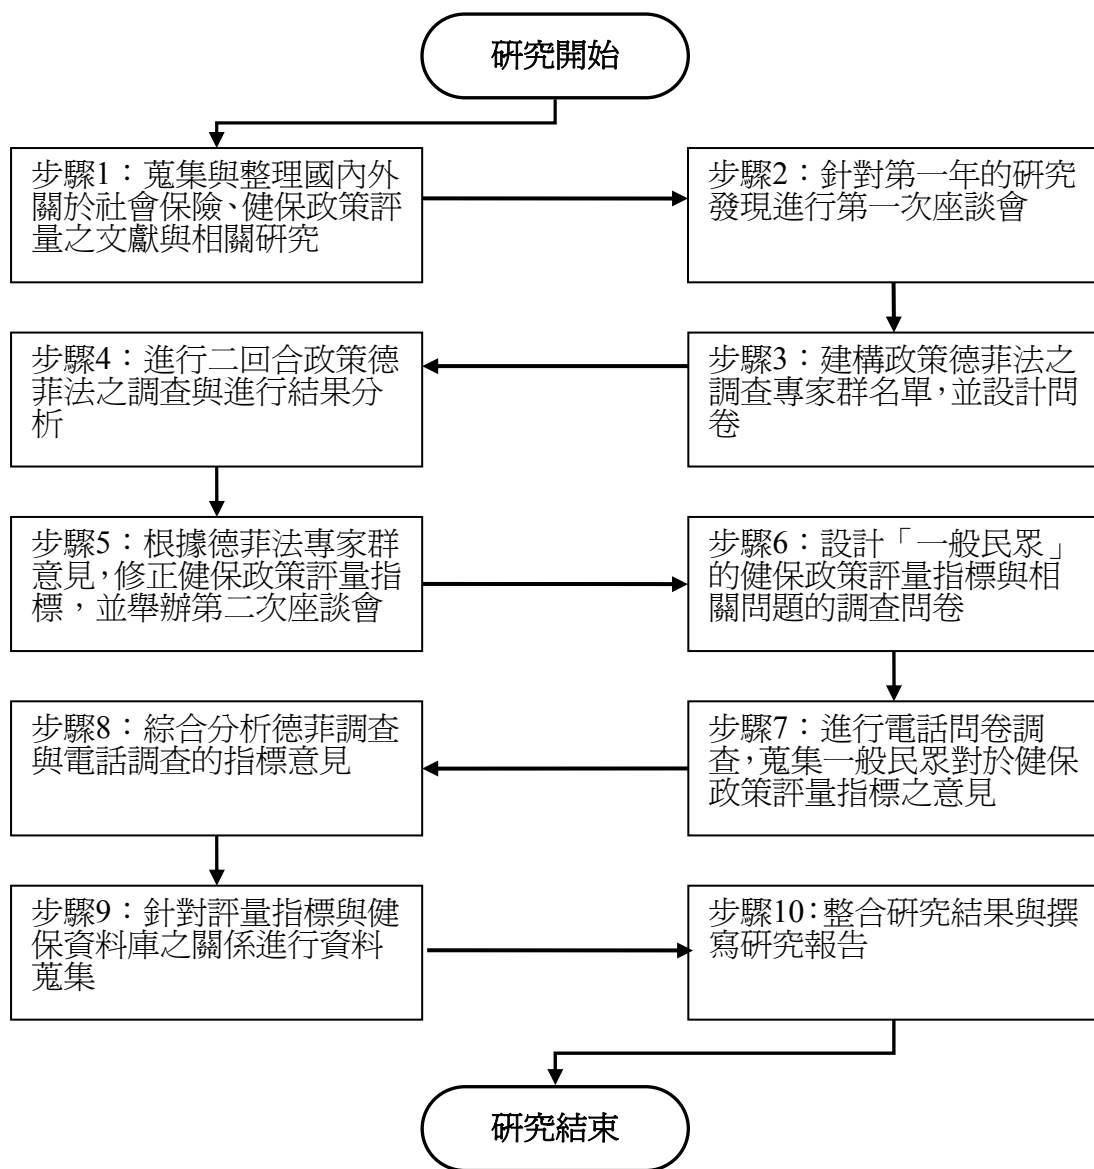 研究開始
步驟1：蒐集與整理國內外
關於社會保險、健保政策評
量之文獻與相關研究
步驟2：針對第一年的研究
發現進行第一次座談會
步驟3：建構政策德菲法之
調查專家群名單，並設計問
卷
步驟4：進行二回合政策德
菲法之調查與進行結果分
析
步驟5：根據德菲法專家群
意見，修正健保政策評量指
標，並舉辦第二次座談會
步驟6：設計「一般民眾」
的健保政策評量指標與相
關問題的調查問卷
步驟7：進行電話問卷調
查，蒐集一般民眾對於健保
政策評量指標之意見
步驟8：綜合分析德菲調查
與電話調查的指標意見
步驟9：針對評量指標與健
保資料庫之關係進行資料
蒐集
步驟10：整合研究結果與撰
寫研究報告
研究結束